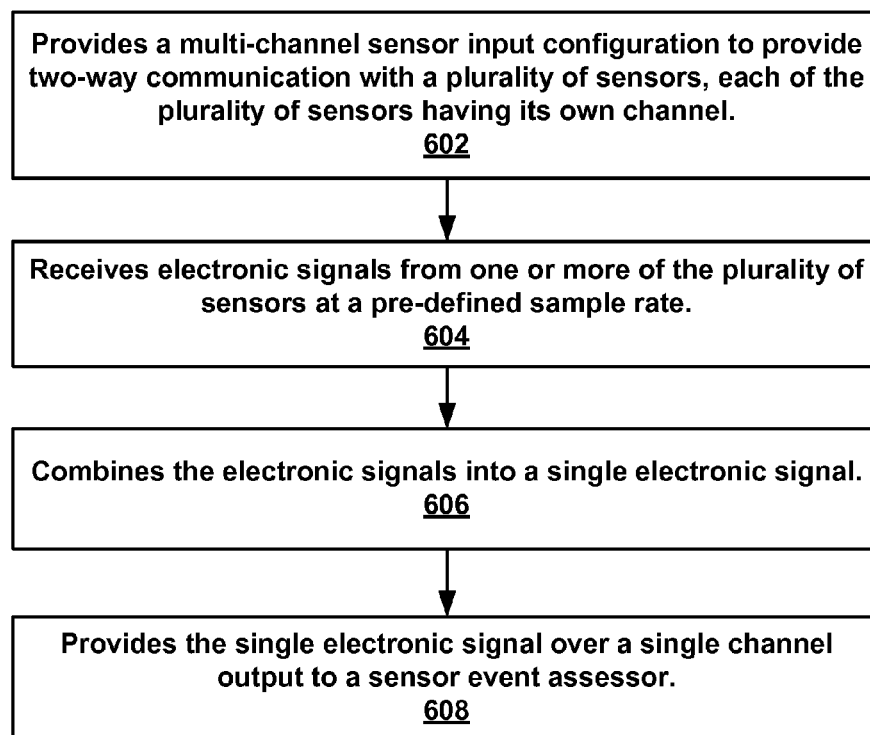 Provides a multi-channel sensor input configuration to provide
two-way communication with a plurality of sensors, each of the
plurality of sensors having its own channel.
602
Receives electronic signals from one or more of the plurality of
sensors at a pre-defined sample rate.
604
Combines the electronic signals into a single electronic signal.
606
Provides the single electronic signal over a single channel
output to a sensor event assessor.
608